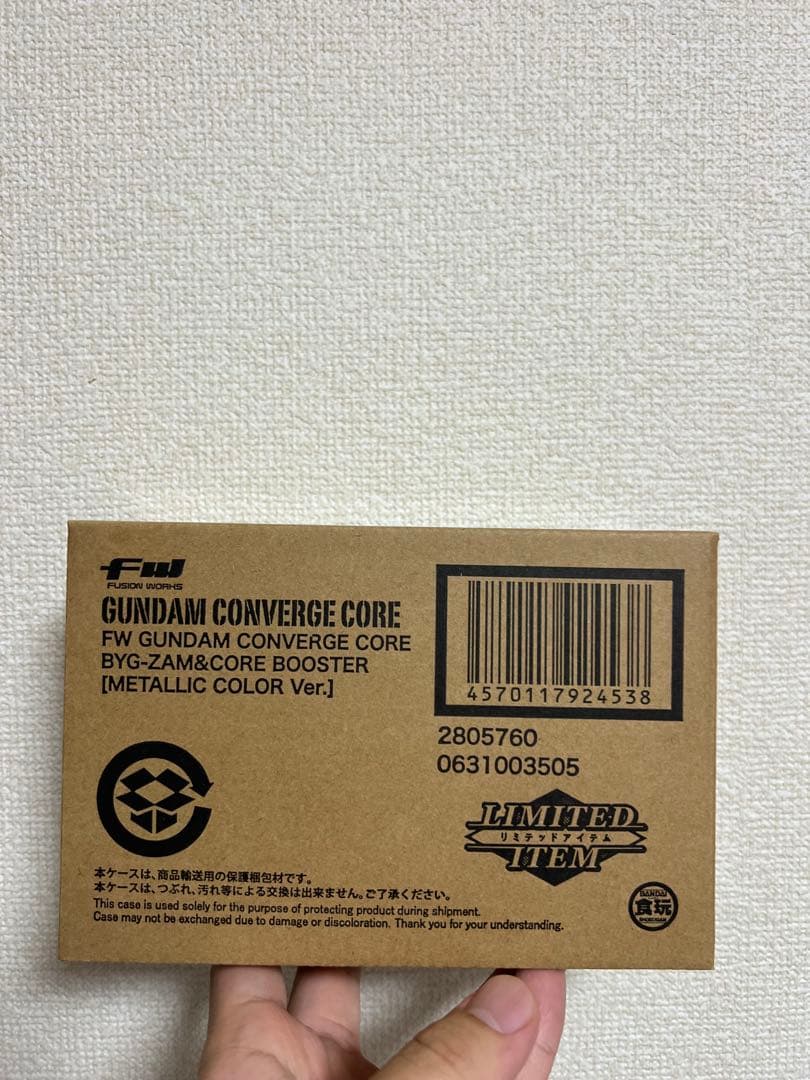 FW
FUSION WORKS
GUNDAM CONVERGE CORE
FW GUNDAM CONVERGE CORE
BYG-ZAM&CORE BOOSTER
[METALLIC COLOR Ver.]
4570117924538
2805760
0631003505
LIMITED
リミテッドアイテム
ITEM
本ケースは、商品輸送用の保護梱包材です。
本ケースは、つぶれ、汚れ等による交換は出来ません。ご了承ください。
This case is used solely for the purpose of protecting product during shipment.
Case may not be exchanged due to damage or discoloration. Thank you for your understanding.
BANDAI
食玩
SHOKUGAN